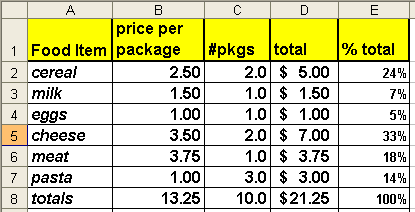 A B C D E
1 Food Item price per package #pkgs total % total
2 cereal 2.50 2.0 $ 5.00 24%
3 milk 1.50 1.0 $ 1.50 7%
4 eggs 1.00 1.0 $ 1.00 5%
5 cheese 3.50 2.0 $ 7.00 33%
6 meat 3.75 1.0 $ 3.75 18%
7 pasta 1.00 3.0 $ 3.00 14%
8 totals 13.25 10.0 $21.25 100%